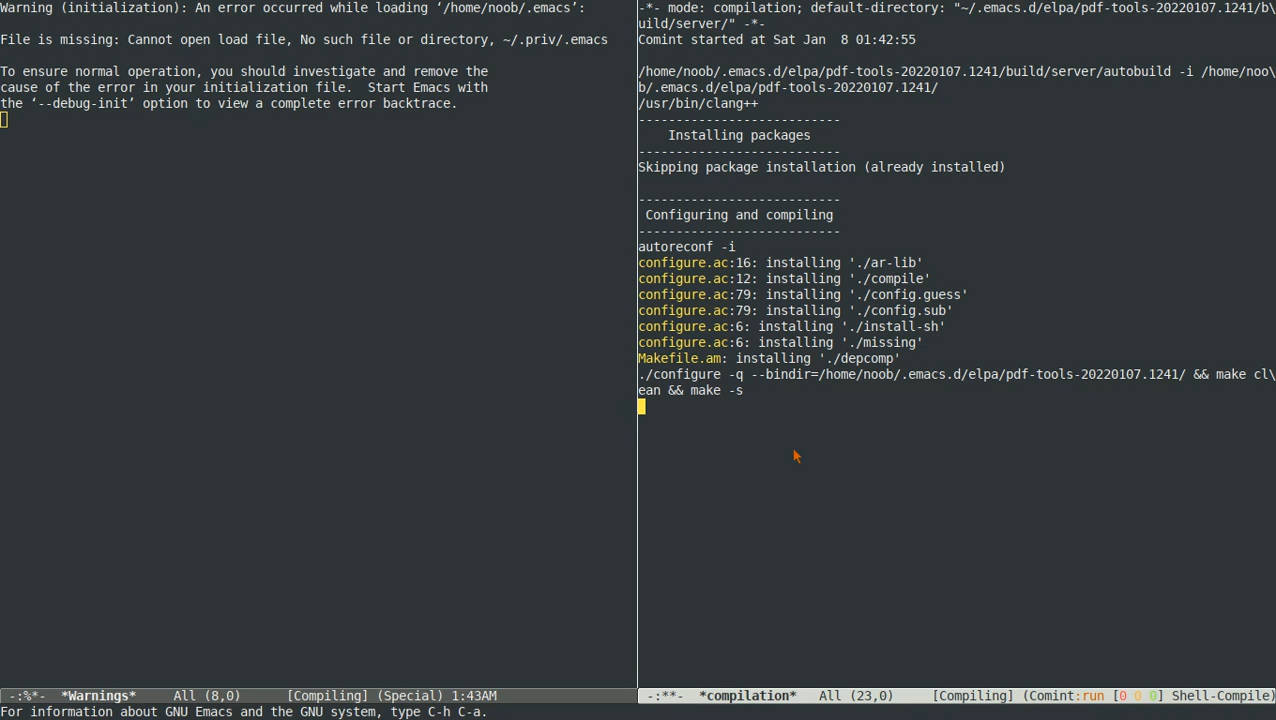 Warning (initialization): An error occurred while loading ‘/home/noob/.emacs’:
File is missing: Cannot open load file, No such file or directory, ~/.priv/.emacs
To ensure normal operation, you should investigate and remove the
cause of the error in your initialization file.  Start Emacs with
the ‘--debug-init’ option to view a complete error backtrace.
-:%*-  *Warnings*     All (8,0)      [Compiling] (Special) 1:43AM
-*- mode: compilation; default-directory: "~/.emacs.d/elpa/pdf-tools-20220107.1241/b\
uild/server/" -*-
Comint started at Sat Jan  8 01:42:55
/home/noob/.emacs.d/elpa/pdf-tools-20220107.1241/build/server/autobuild -i /home/noo\
b/.emacs.d/elpa/pdf-tools-20220107.1241/
/usr/bin/clang++
---------------------------
    Installing packages
---------------------------
Skipping package installation (already installed)
---------------------------
 Configuring and compiling
---------------------------
autoreconf -i
configure.ac:16: installing './ar-lib'
configure.ac:12: installing './compile'
configure.ac:79: installing './config.guess'
configure.ac:79: installing './config.sub'
configure.ac:6: installing './install-sh'
configure.ac:6: installing './missing'
Makefile.am: installing './depcomp'
./configure -q --bindir=/home/noob/.emacs.d/elpa/pdf-tools-20220107.1241/ && make cl\
ean && make -s
-:**-  *compilation*   All (23,0)     [Compiling] (Comint:run [0 0 0] Shell-Compile)
For information about GNU Emacs and the GNU system, type C-h C-a.